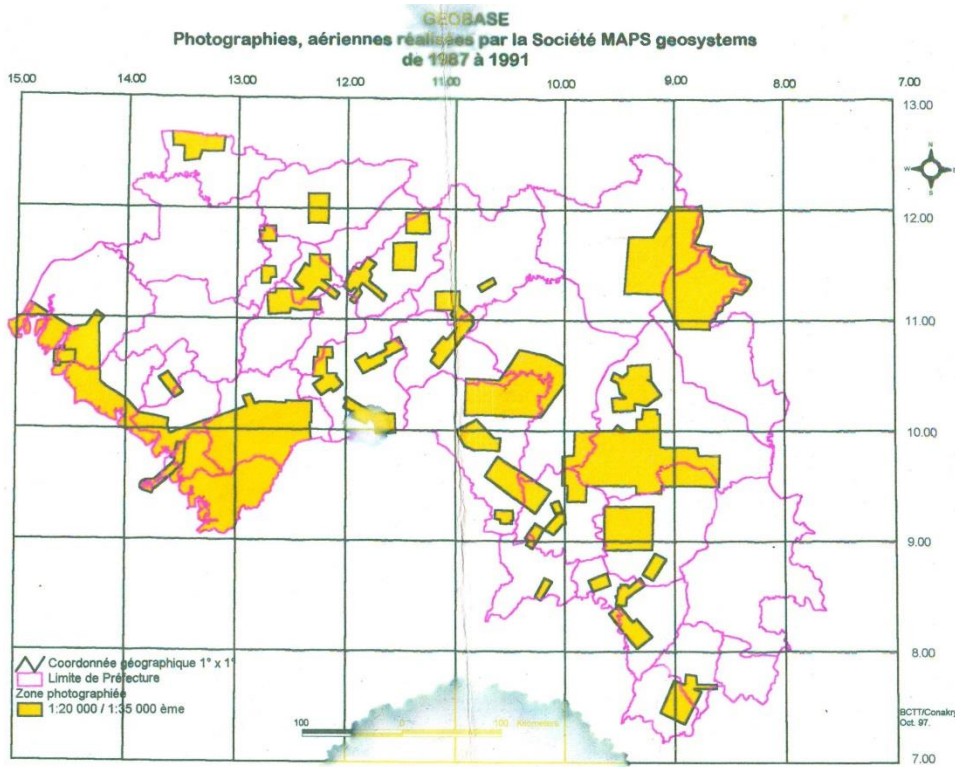 GEOBASE
Photographies, aériennes réalisées par la Société MAPS geosystems
de 1987 à 1991
15.00 14.00 13.00 12.00 11.00 10.00 9.00 8.00 7.00
13.00
N
W E
S
12.00
11.00
10.00
9.00
8.00
7.00
Coordonnée géographique 1° x 1°
Limite de Préfecture
Zone photographiée
1:20 000 / 1:35 000 ème
100 0 100 Kilometers
BCTT/Conakry
Oct. 97.